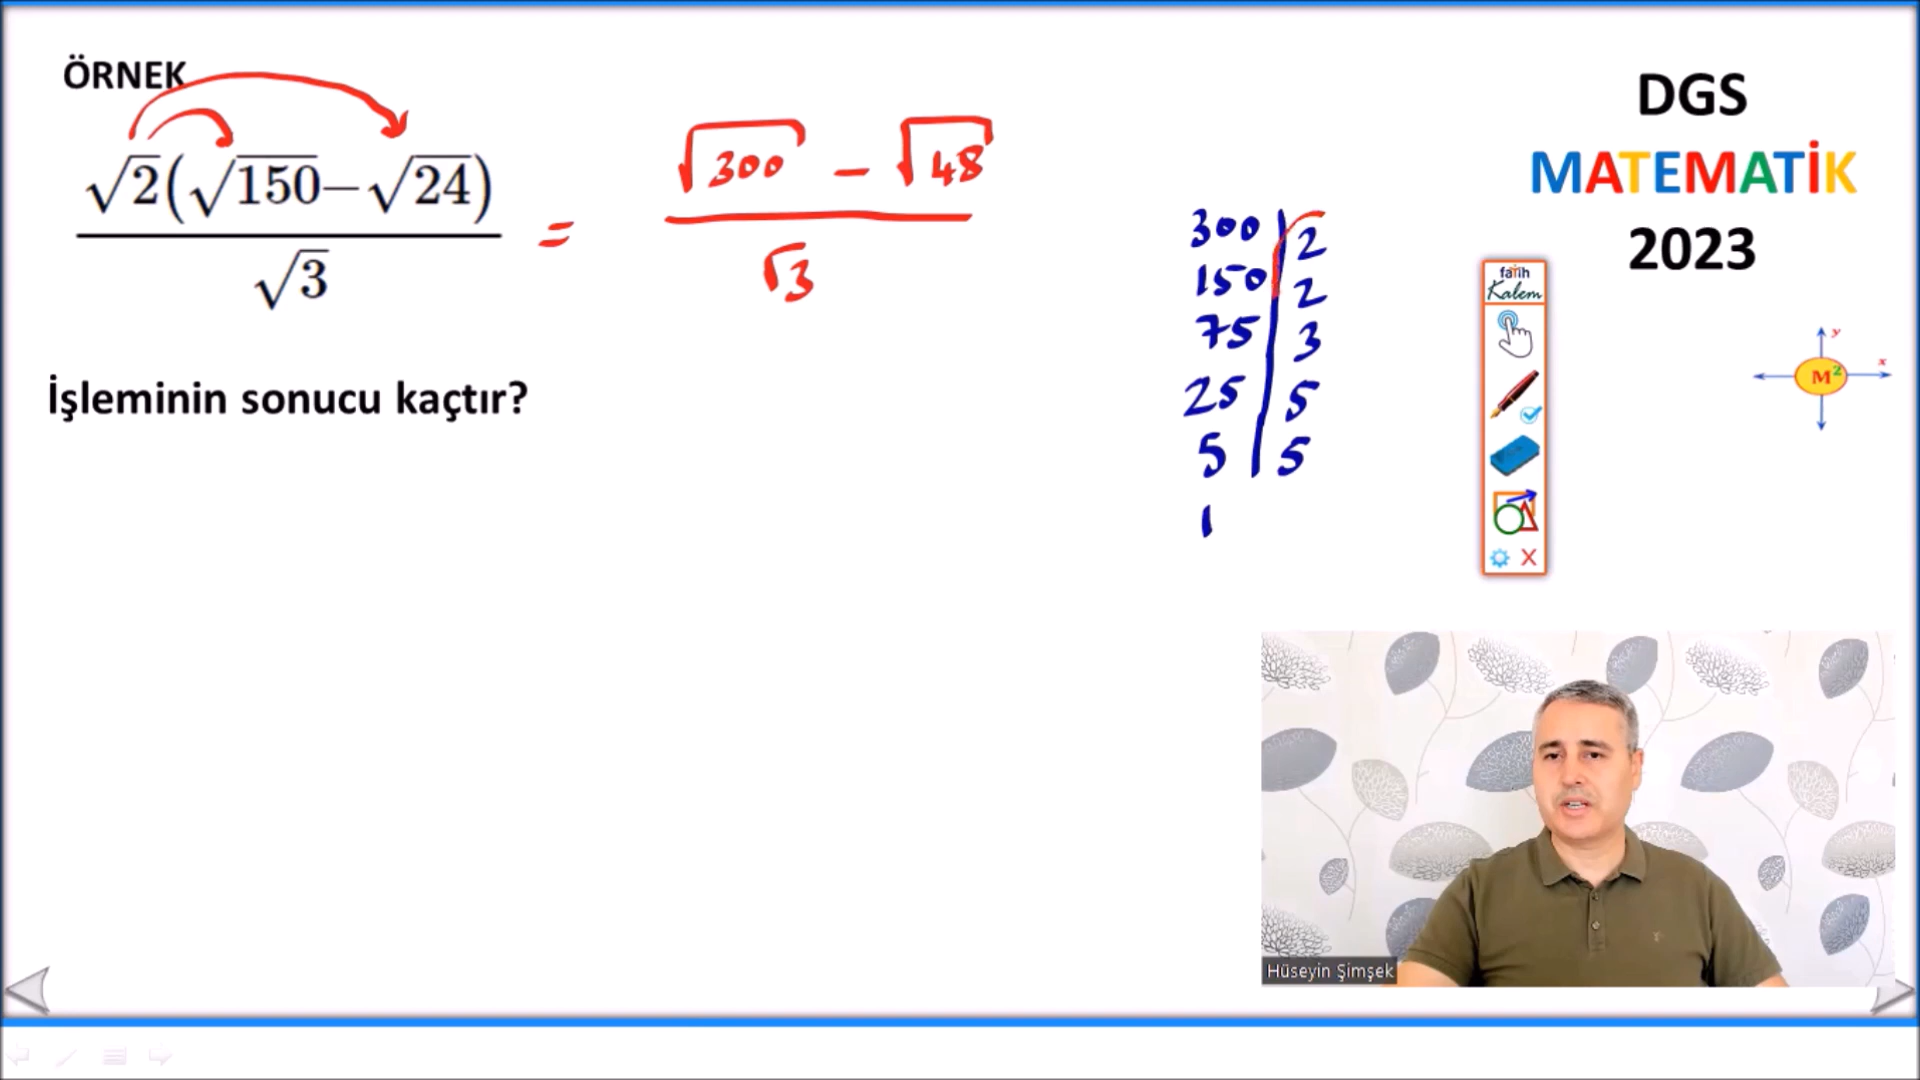 ÖRNEK
√2(√150−√24)
√3
=
√300 − √48
√3
İşleminin sonucu kaçtır?
300 2
150 2
75 3
25 5
5 5
1
DGS
MATEMATİK
2023
fatih
Kalem
X
y
x
M²
Hüseyin Şimşek